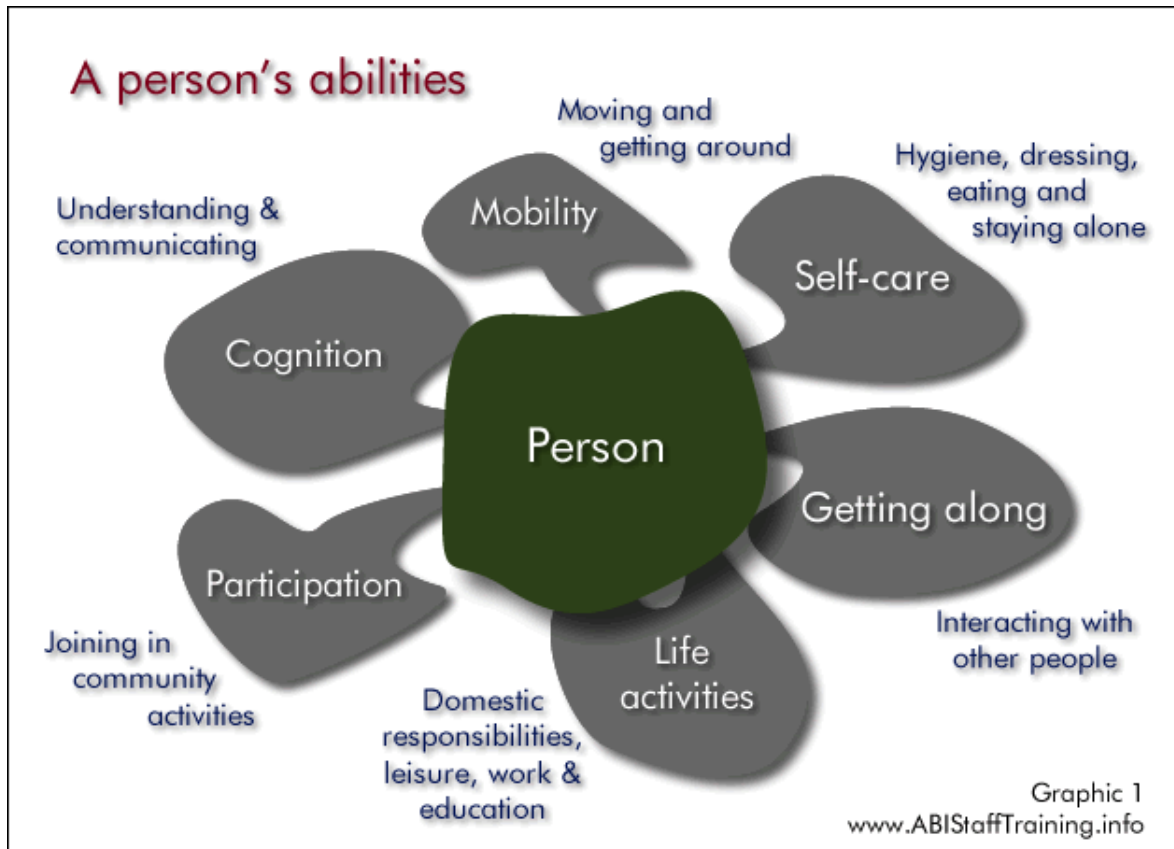 A person's abilities
Moving and
getting around
Mobility
Hygiene, dressing,
eating and
staying alone
Self-care
Understanding &
communicating
Cognition
Person
Getting along
Interacting with
other people
Participation
Joining in
community
activities
Life
activities
Domestic
responsibilities,
leisure, work &
education
Graphic 1
www.ABIStaffTraining.info